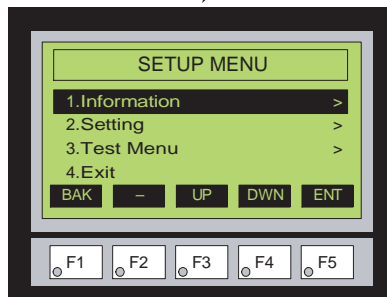 SETUP MENU
1.Information >
2.Setting >
3.Test Menu >
4.Exit
BAK – UP DWN ENT
F1 F2 F3 F4 F5